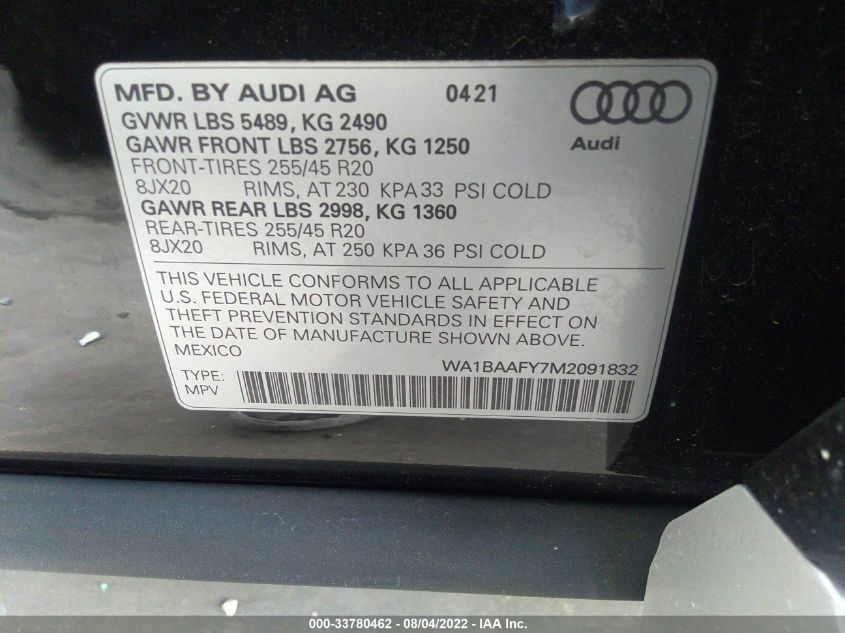 MFD. BY AUDI AG 0421
GVWR LBS 5489, KG 2490
GAWR FRONT LBS 2756, KG 1250
Audi
FRONT-TIRES 255/45 R20
8JX20 RIMS, AT 230 KPA 33 PSI COLD
GAWR REAR LBS 2998, KG 1360
REAR-TIRES 255/45 R20
8JX20 RIMS, AT 250 KPA 36 PSI COLD
THIS VEHICLE CONFORMS TO ALL APPLICABLE
U.S. FEDERAL MOTOR VEHICLE SAFETY AND
THEFT PREVENTION STANDARDS IN EFFECT ON
THE DATE OF MANUFACTURE SHOWN ABOVE.
MEXICO
WA1BAAFY7M2091832
TYPE:
MPV
000-33780462 - 08/04/2022 - IAA Inc.